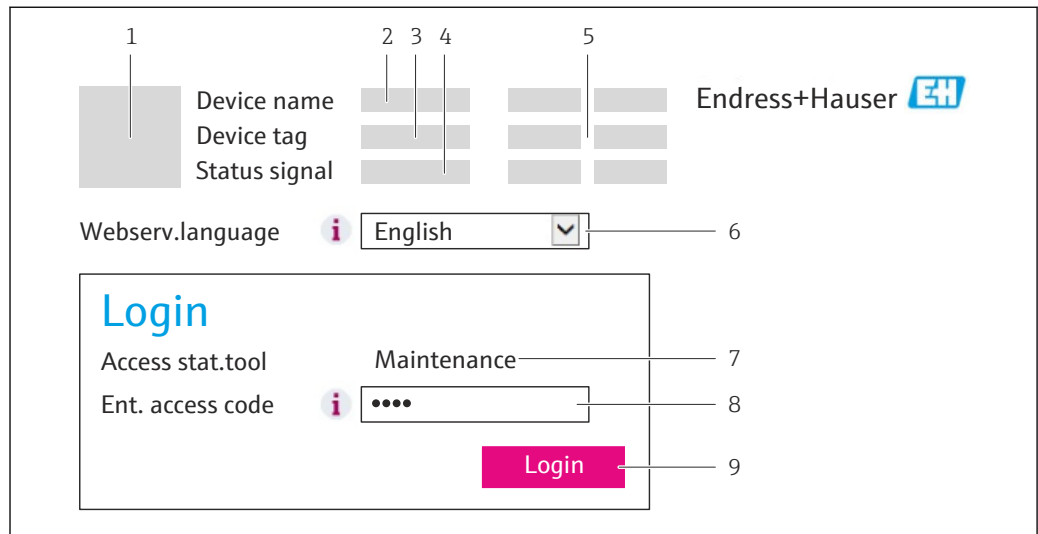 1 2 3 4 5
Device name
Endress+Hauser EH
Device tag
Status signal
Webserv.language i English 6
Login
Access stat.tool Maintenance 7
Ent. access code i •••• 8
Login 9